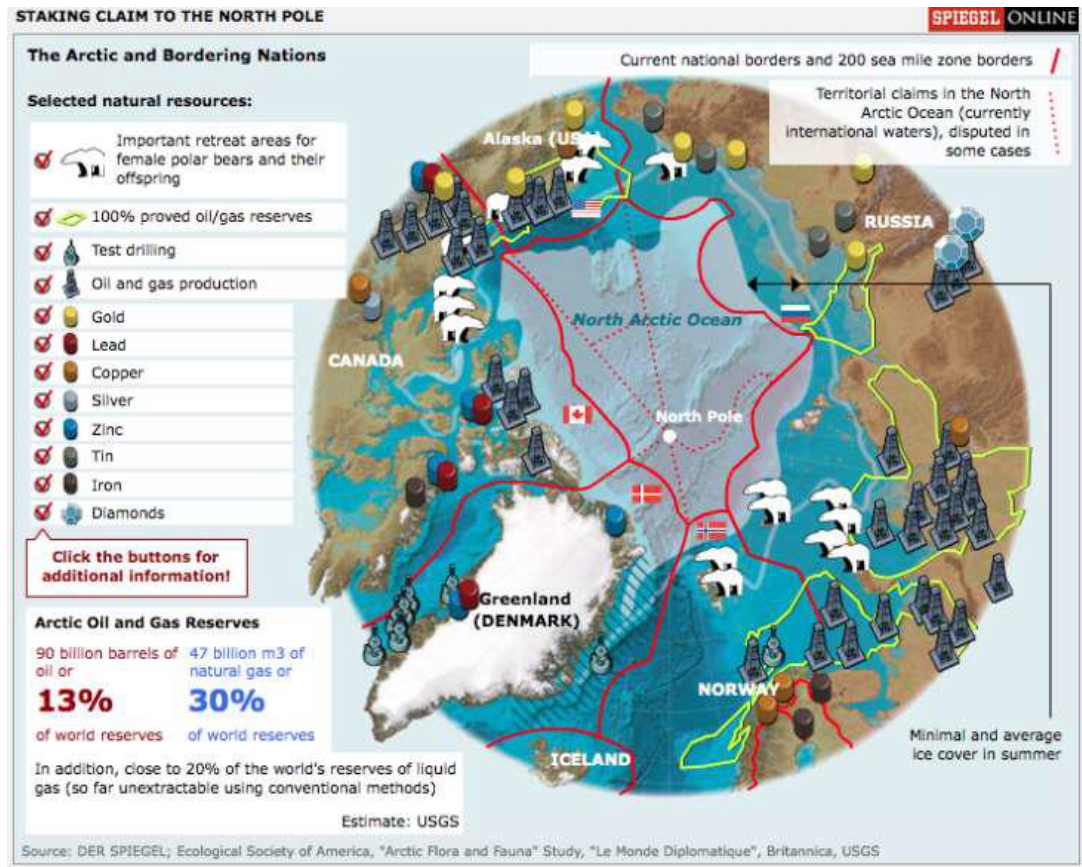 STAKING CLAIM TO THE NORTH POLE
SPIEGEL ONLINE
The Arctic and Bordering Nations
Current national borders and 200 sea mile zone borders
Territorial claims in the North
Arctic Ocean (currently
international waters), disputed in
some cases
Selected natural resources:
Important retreat areas for
female polar bears and their
offspring
100% proved oil/gas reserves
Test drilling
Oil and gas production
Gold
Lead
Copper
Silver
Zinc
Tin
Iron
Diamonds
Click the buttons for
additional information!
Alaska (USA)
RUSSIA
North Arctic Ocean
CANADA
North Pole
Greenland
(DENMARK)
NORWAY
ICELAND
Minimal and average
ice cover in summer
Arctic Oil and Gas Reserves
90 billion barrels of
oil or
13%
of world reserves
47 billion m3 of
natural gas or
30%
of world reserves
In addition, close to 20% of the world's reserves of liquid
gas (so far unextractable using conventional methods)
Estimate: USGS
Source: DER SPIEGEL; Ecological Society of America, "Arctic Flora and Fauna" Study, "Le Monde Diplomatique", Britannica, USGS